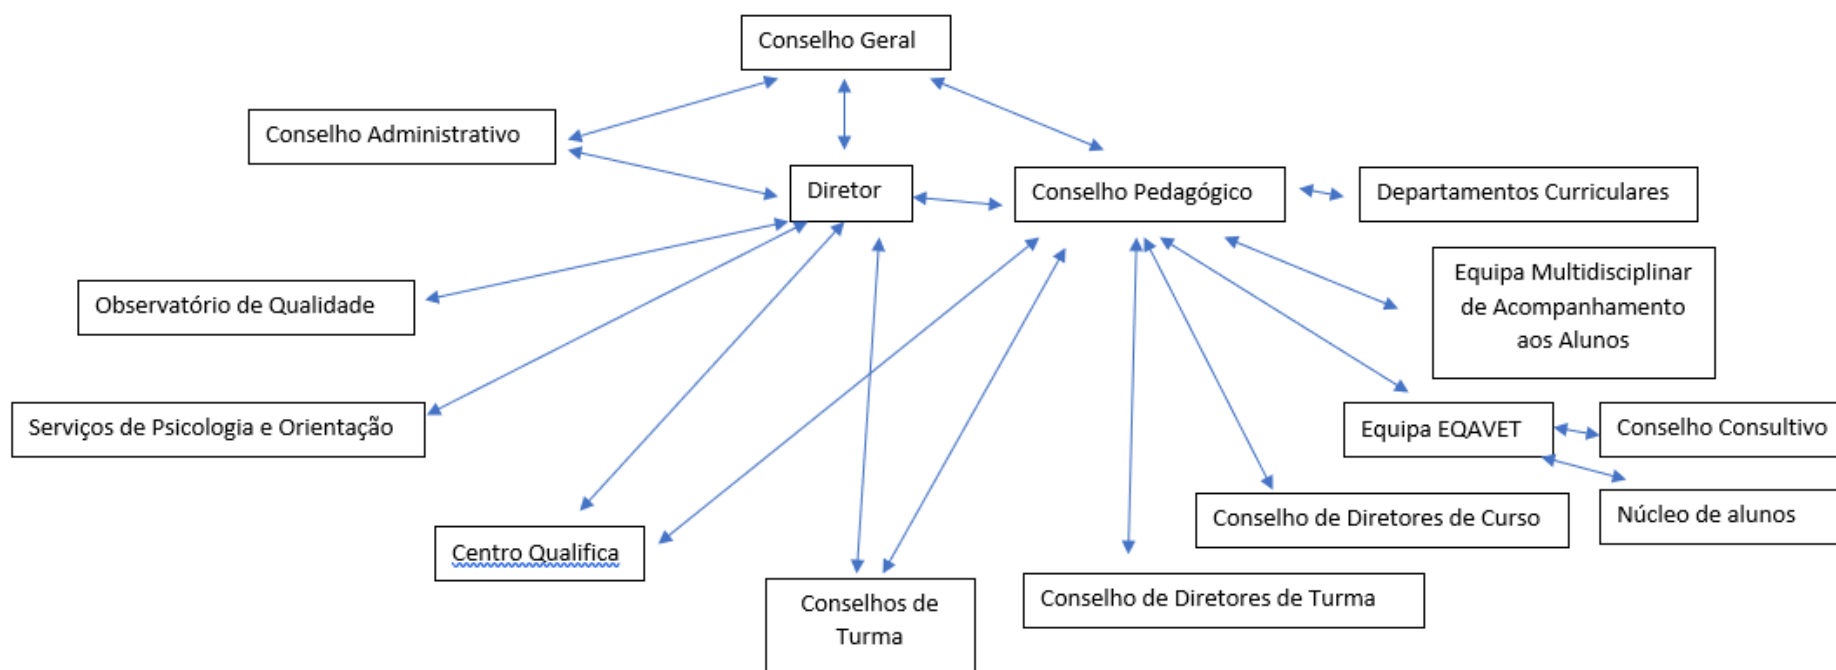 Conselho Geral
Conselho Administrativo
Diretor
Conselho Pedagógico
Departamentos Curriculares
Equipa Multidisciplinar
de Acompanhamento
aos Alunos
Observatório de Qualidade
Serviços de Psicologia e Orientação
Equipa EQAVET
Conselho Consultivo
Núcleo de alunos
Conselho de Diretores de Curso
Centro Qualifica
Conselhos de
Turma
Conselho de Diretores de Turma